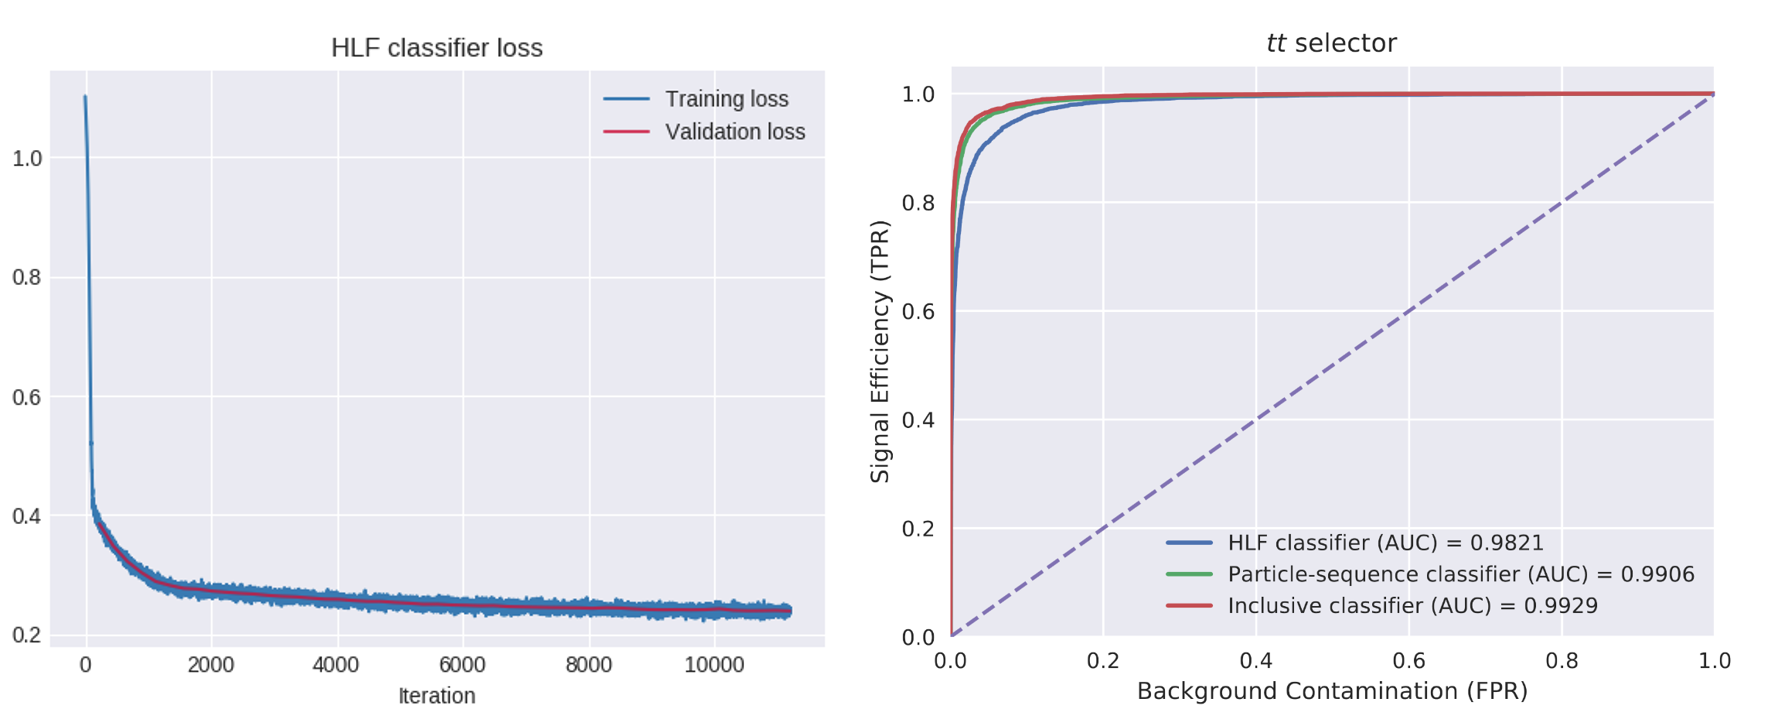 HLF classifier loss
Training loss
Validation loss
1.0
0.8
0.6
0.4
0.2
0
2000
4000
6000
8000
10000
Iteration
tt selector
Signal Efficiency (TPR)
1.0
0.8
0.6
0.4
0.2
0.0
HLF classifier (AUC) = 0.9821
Particle-sequence classifier (AUC) = 0.9906
Inclusive classifier (AUC) = 0.9929
0.0
0.2
0.4
0.6
0.8
1.0
Background Contamination (FPR)